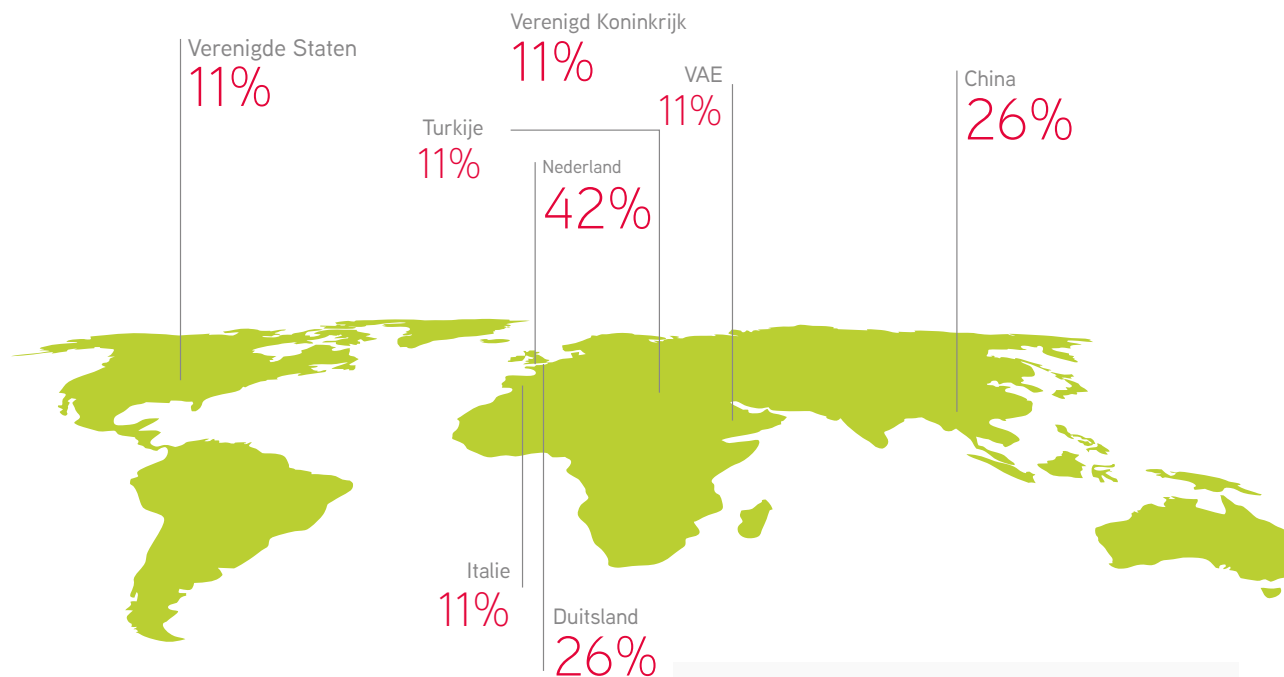 Verenigde Staten
11%
Verenigd Koninkrijk
11%
VAE
11%
China
26%
Turkije
11%
Nederland
42%
Italie
11%
Duitsland
26%